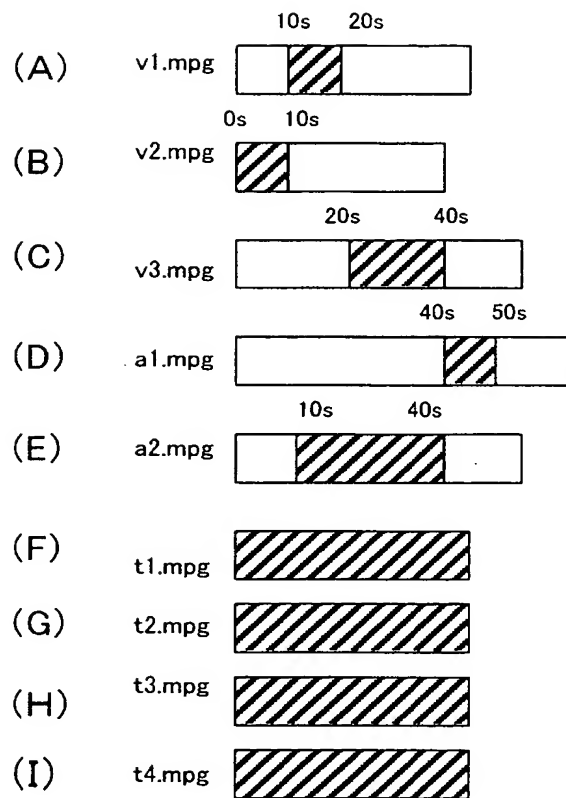 10s 20s
(A) v1.mpg
0s 10s
(B) v2.mpg
20s 40s
(C) v3.mpg
40s 50s
(D) a1.mpg
10s 40s
(E) a2.mpg
(F) t1.mpg
(G) t2.mpg
(H) t3.mpg
(I) t4.mpg